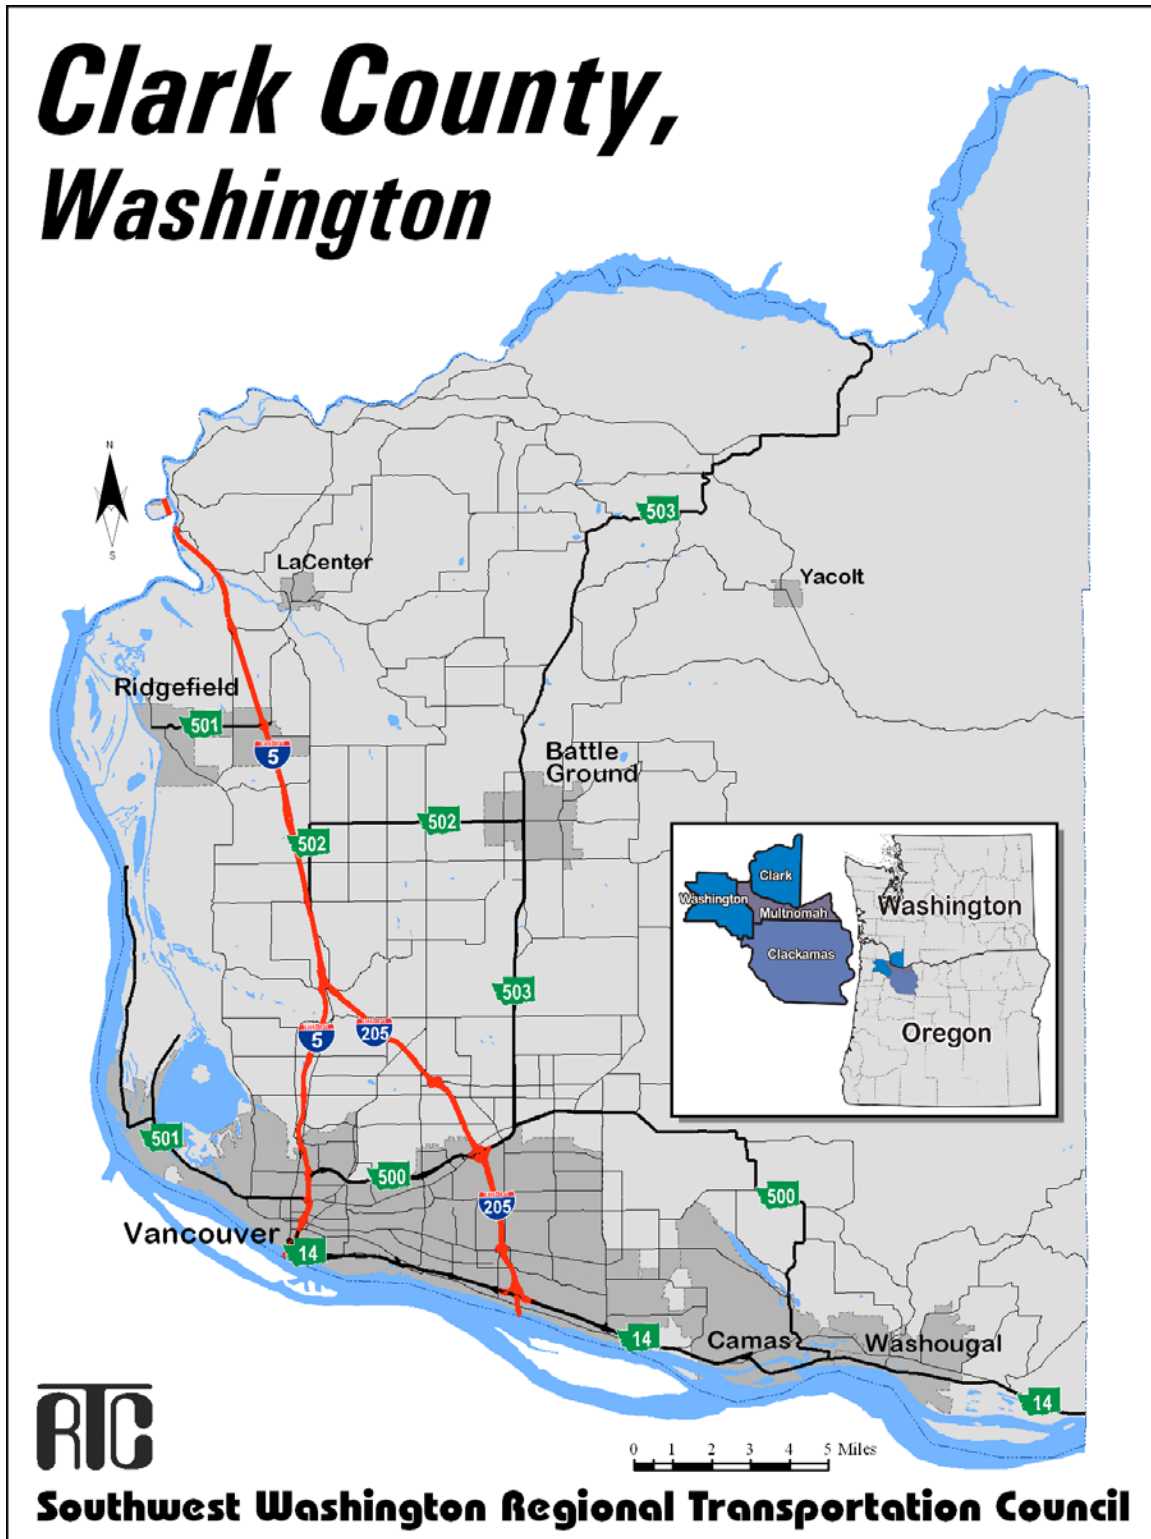 Clark County,
Washington
N
S
503
LaCenter
Yacolt
Ridgefield
501
5
Battle
Ground
502
502
Clark
Washington
Multnomah
Clackamas
Washington
Oregon
503
5
205
501
500
205
500
Vancouver
14
14
Camas
Washougal
14
RTC
0 1 2 3 4 5 Miles
Southwest Washington Regional Transportation Council